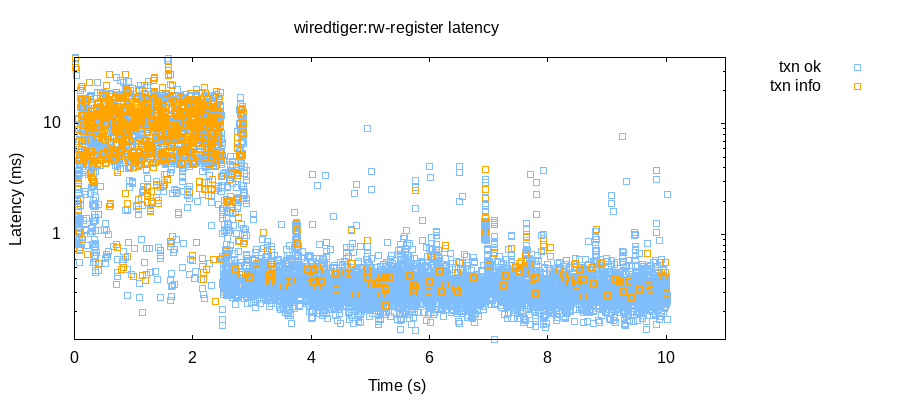 wiredtiger:rw-register latency
txn ok
txn info
10
1
Latency (ms)
0 2 4 6 8 10
Time (s)